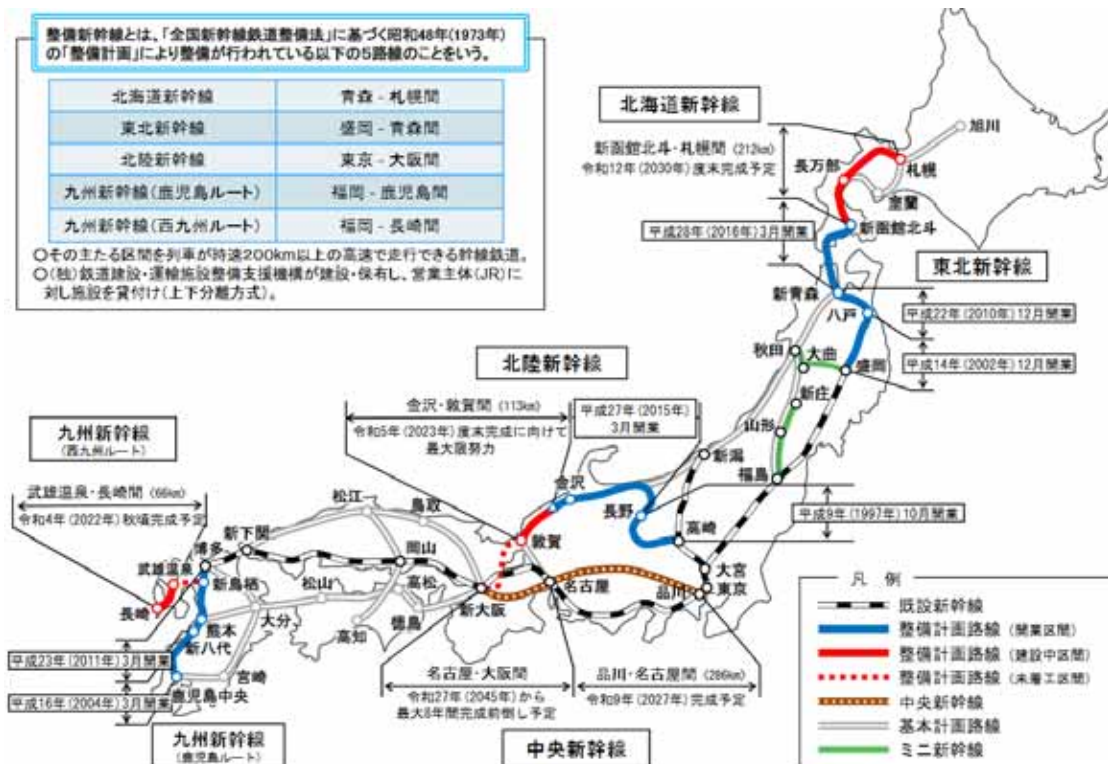 整備新幹線とは、「全国新幹線鉄道整備法」に基づく昭和48年(1973年)
の「整備計画」により整備が行われている以下の5路線のことをいう。
北海道新幹線 青森 - 札幌間
東北新幹線 盛岡 - 青森間
北陸新幹線 東京 - 大阪間
九州新幹線(鹿児島ルート) 福岡 - 鹿児島間
九州新幹線(西九州ルート) 福岡 - 長崎間
○その主たる区間を列車が時速200km以上の高速で走行できる幹線鉄道。
○(独)鉄道建設・運輸施設整備支援機構が建設・保有し、営業主体(JR)に
対し施設を貸付け(上下分離方式)。
北海道新幹線
新函館北斗・札幌間 (212km)
令和12年(2030年)度末完成予定
旭川
長万部
札幌
室蘭
平成28年(2016年)3月開業
新函館北斗
東北新幹線
新青森
八戸
平成22年(2010年)12月開業
秋田
大曲
盛岡
平成14年(2002年)12月開業
新庄
山形
福島
新潟
北陸新幹線
金沢・敦賀間 (113km)
令和5年(2023年)度末完成に向けて
最大限努力
平成27年(2015年)
3月開業
金沢
長野
高崎
平成9年(1997年)10月開業
敦賀
大宮
東京
品川
名古屋
新大阪
九州新幹線
(西九州ルート)
武雄温泉・長崎間 (66km)
令和4年(2022年)秋頃完成予定
松江
鳥取
新下関
博多
岡山
武雄温泉
新鳥栖
松山
高松
長崎
大分
徳島
熊本
高知
新八代
平成23年(2011年)3月開業
宮崎
鹿児島中央
平成16年(2004年)3月開業
九州新幹線
(鹿児島ルート)
名古屋・大阪間
令和27年(2045年)から
最大8年間完成前倒し予定
品川・名古屋間 (286km)
令和9年(2027年)完成予定
中央新幹線
凡 例
既設新幹線
整備計画路線 (開業区間)
整備計画路線 (建設中区間)
整備計画路線 (未着工区間)
中央新幹線
基本計画路線
ミニ新幹線